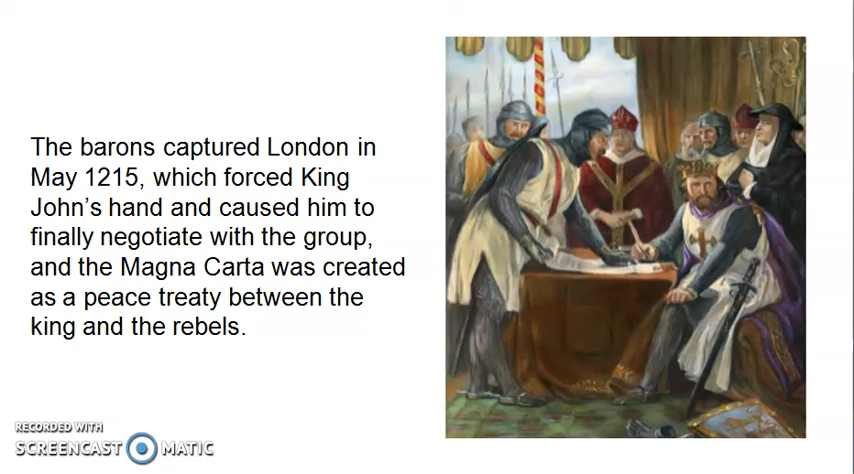 The barons captured London in
May 1215, which forced King
John's hand and caused him to
finally negotiate with the group,
and the Magna Carta was created
as a peace treaty between the
king and the rebels.
RECORDED WITH
SCREENCAST MATIC